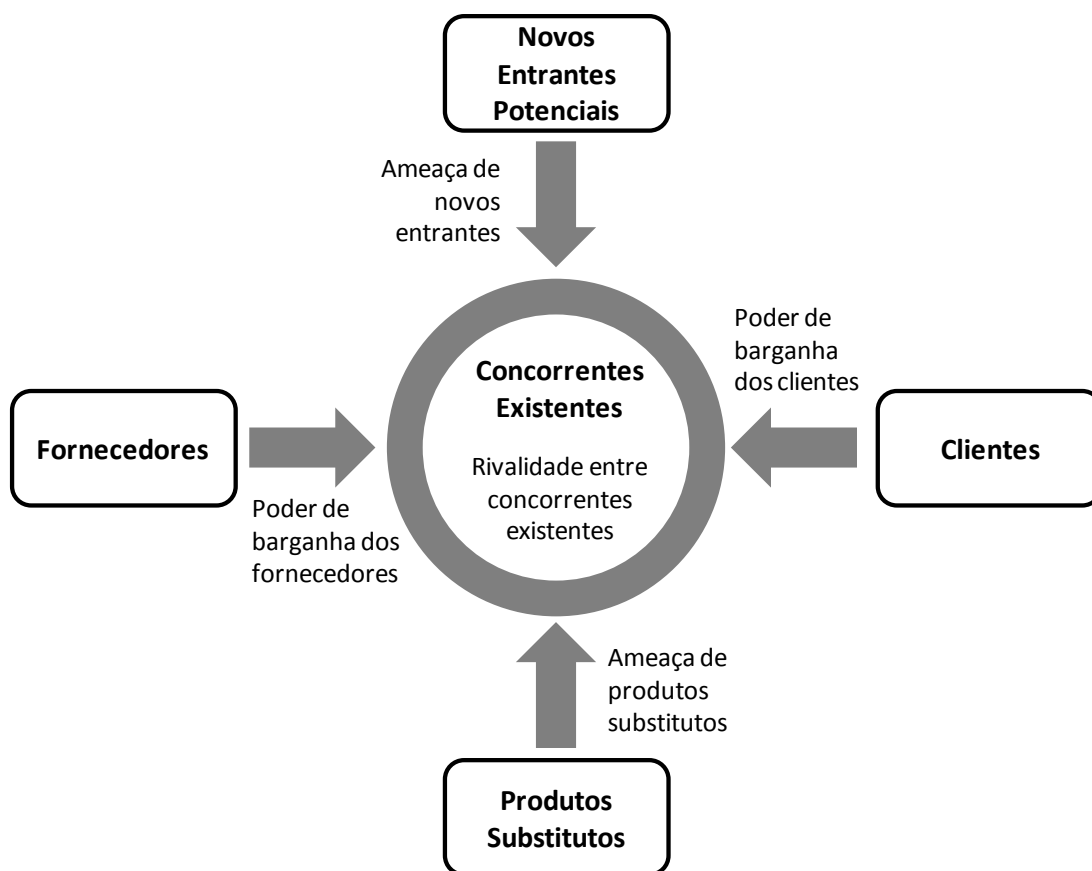 Novos
Entrantes
Potenciais
Ameaça de
novos
entrantes
Poder de
barganha
dos clientes
Concorrentes
Existentes
Rivalidade entre
concorrentes
existentes
Fornecedores
Clientes
Poder de
barganha dos
fornecedores
Ameaça de
produtos
substitutos
Produtos
Substitutos